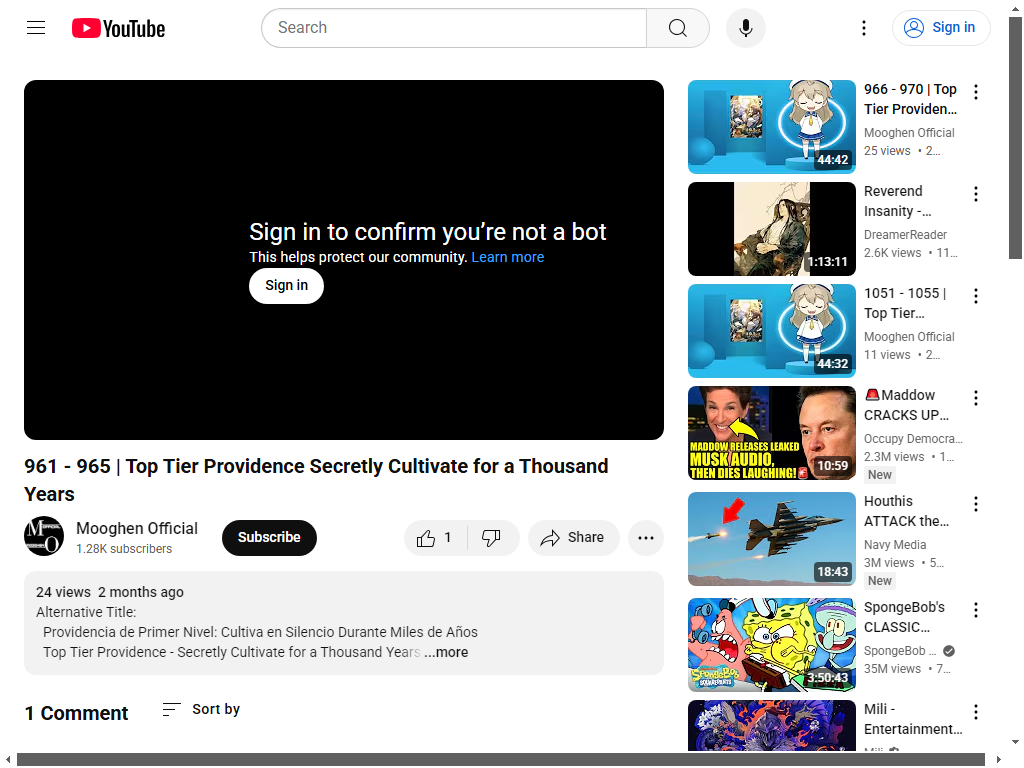 YouTube
Search
Sign in
Sign in to confirm you're not a bot
This helps protect our community. Learn more
Sign in
961 - 965 | Top Tier Providence Secretly Cultivate for a Thousand
Years
Mooghen Official
1.28K subscribers
Subscribe
1
Share
24 views 2 months ago
Alternative Title:
Providencia de Primer Nivel: Cultiva en Silencio Durante Miles de Años
Top Tier Providence - Secretly Cultivate for a Thousand Years ...more
1 Comment
Sort by
44:42
966 - 970 | Top
Tier Providen...
Mooghen Official
25 views • 2...
1:13:11
Reverend
Insanity -...
DreamerReader
2.6K views • 11...
44:32
1051 - 1055 |
Top Tier...
Mooghen Official
11 views • 2...
MADDOW RELEASES LEAKED
MUSK AUDIO,
THEN DIES LAUGHING!
10:59
Maddow
CRACKS UP...
Occupy Democra...
2.3M views • 1...
New
18:43
Houthis
ATTACK the...
Navy Media
3M views • 5...
New
3:50:43
SpongeBob's
CLASSIC...
SpongeBob ...
35M views • 7...
Mili -
Entertainment...